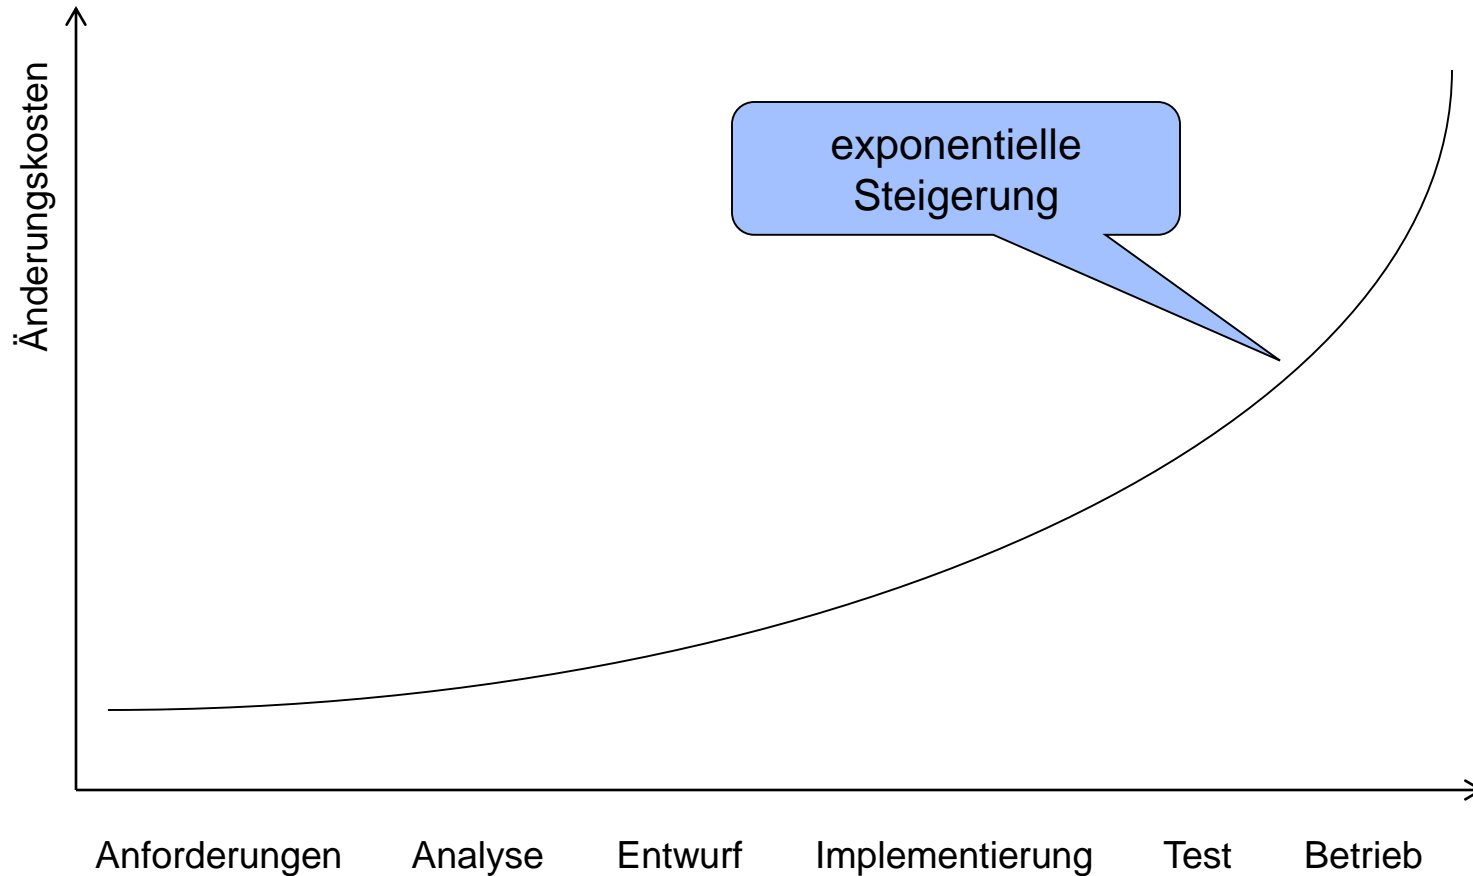 Änderungskosten
exponentielle
Steigerung
Anforderungen Analyse Entwurf Implementierung Test Betrieb